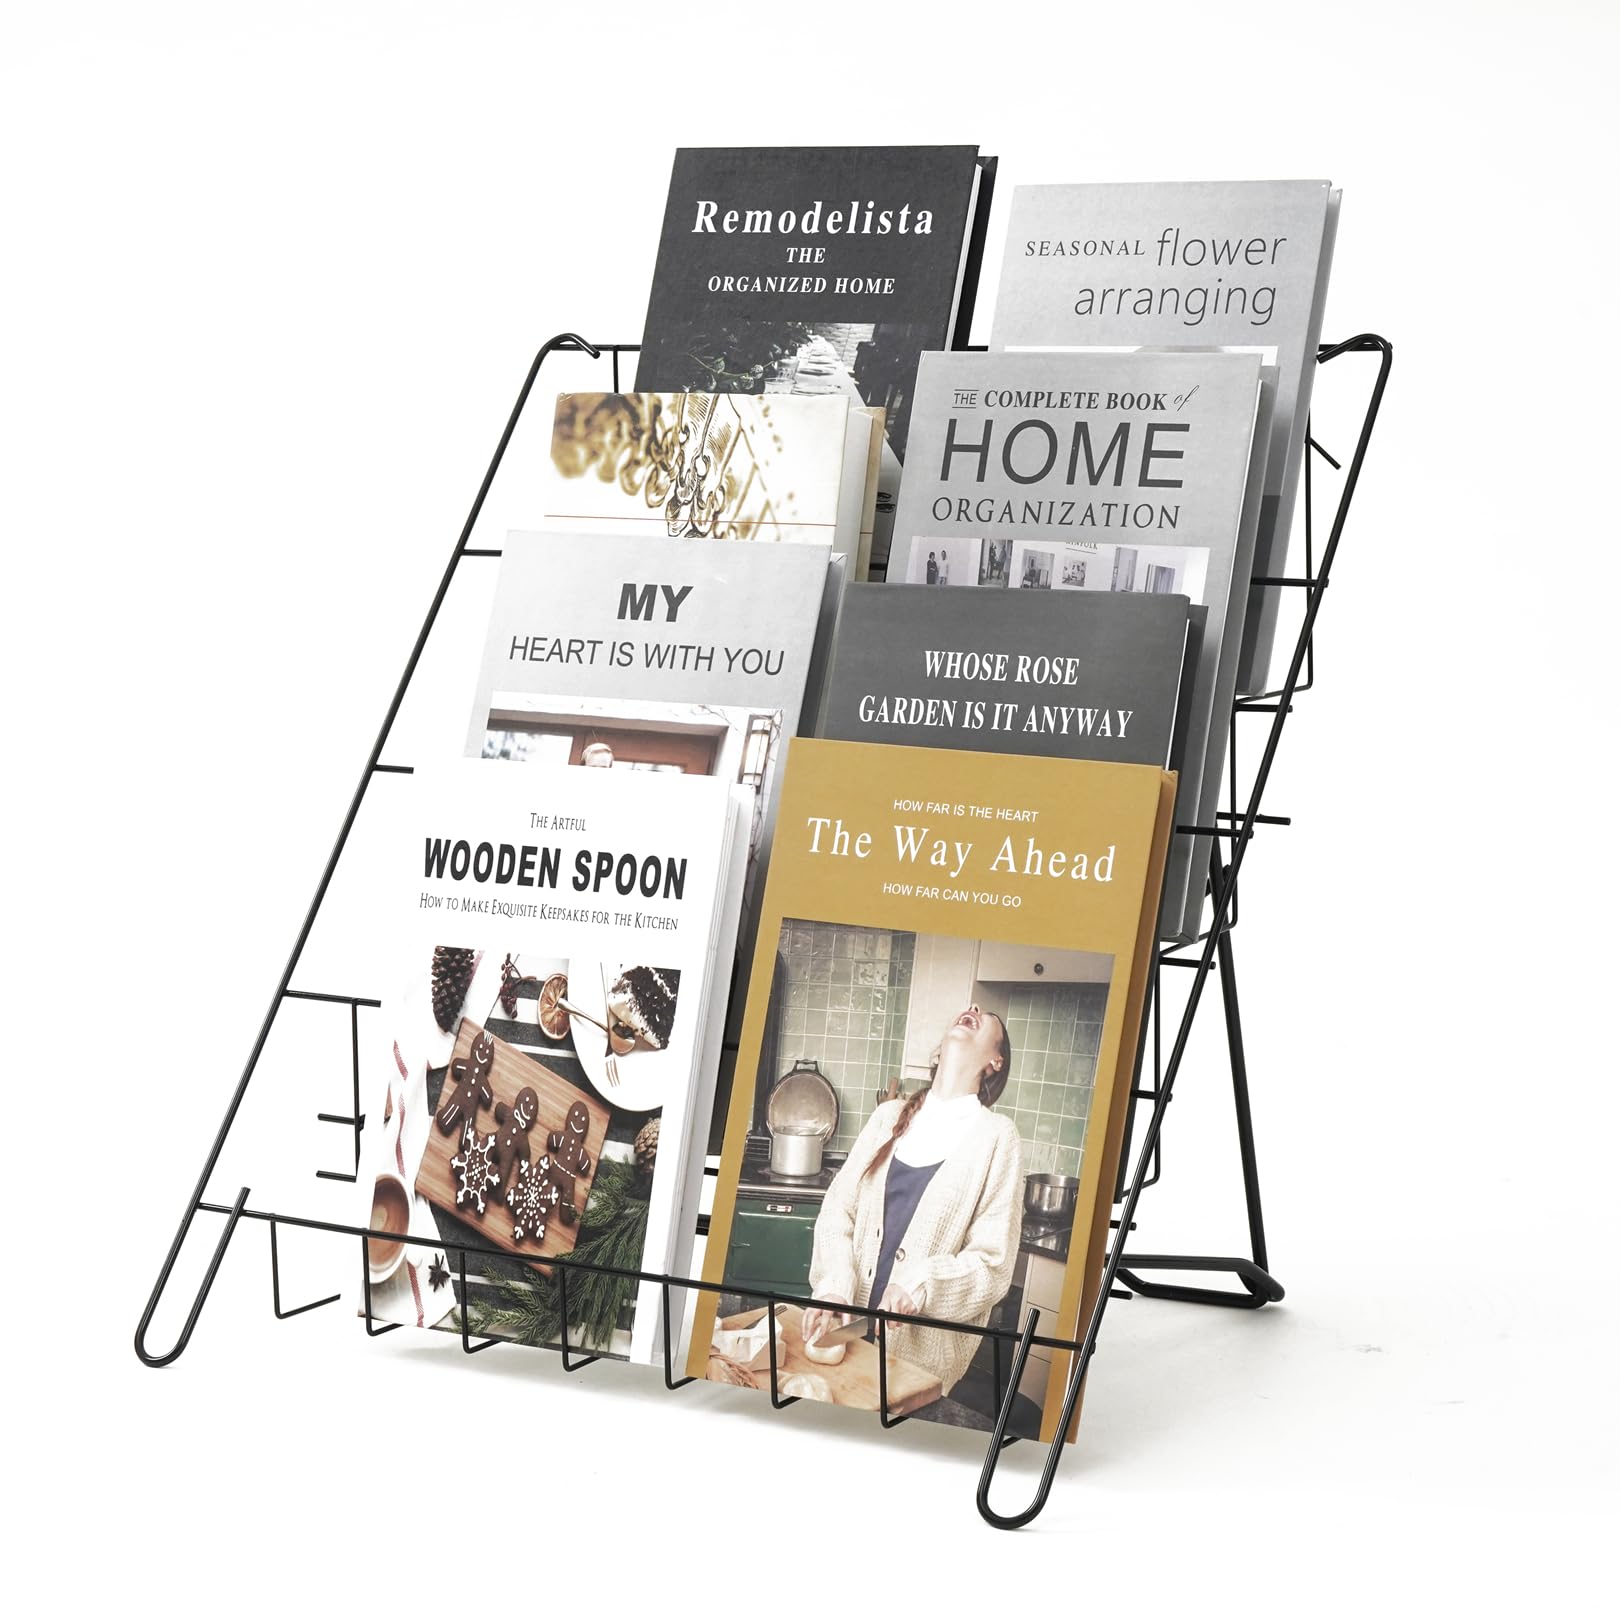 Remodelista
THE
ORGANIZED HOME
SEASONAL flower
arranging
THE COMPLETE BOOK of
HOME
ORGANIZATION
MY
HEART IS WITH YOU
WHOSE ROSE
GARDEN IS IT ANYWAY
THE ARTFUL
WOODEN SPOON
HOW TO MAKE EXQUISITE KEEPSAKES FOR THE KITCHEN
HOW FAR IS THE HEART
The Way Ahead
HOW FAR CAN YOU GO